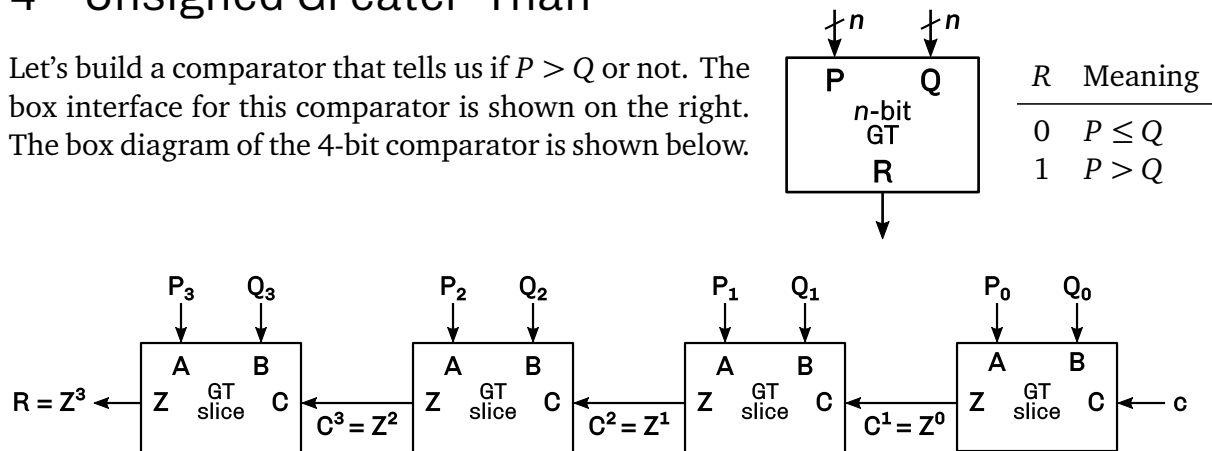 4 Unsigned Greater-Than
Let's build a comparator that tells us if P > Q or not. The
box interface for this comparator is shown on the right.
The box diagram of the 4-bit comparator is shown below.
n n
P Q
n-bit
GT
R
R Meaning
0 P ≤ Q
1 P > Q
P₃ Q₃ P₂ Q₂ P₁ Q₁ P₀ Q₀
A B A B A B A B
R = Z³ Z GT slice C Z GT slice C Z GT slice C Z GT slice C c
C³ = Z² C² = Z¹ C¹ = Z⁰